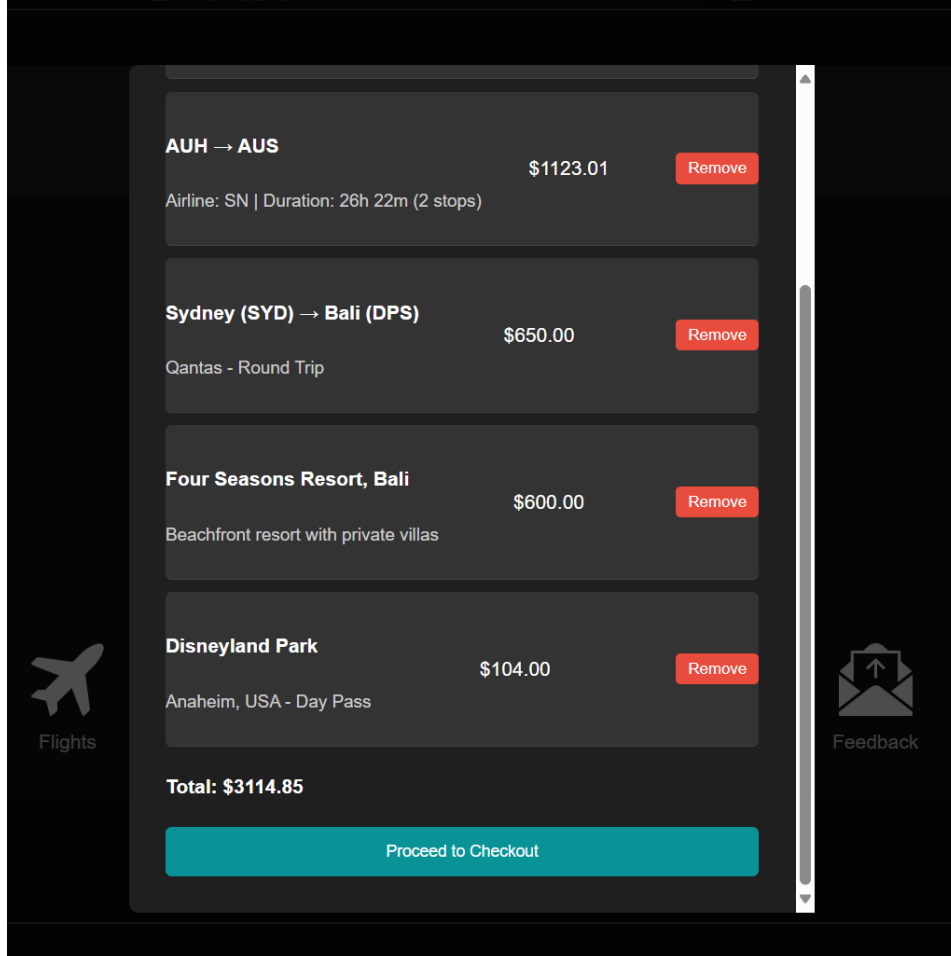 AUH → AUS
$1123.01
Remove
Airline: SN | Duration: 26h 22m (2 stops)
Sydney (SYD) → Bali (DPS)
$650.00
Remove
Qantas - Round Trip
Four Seasons Resort, Bali
$600.00
Remove
Beachfront resort with private villas
Disneyland Park
$104.00
Remove
Anaheim, USA - Day Pass
Flights
Feedback
Total: $3114.85
Proceed to Checkout